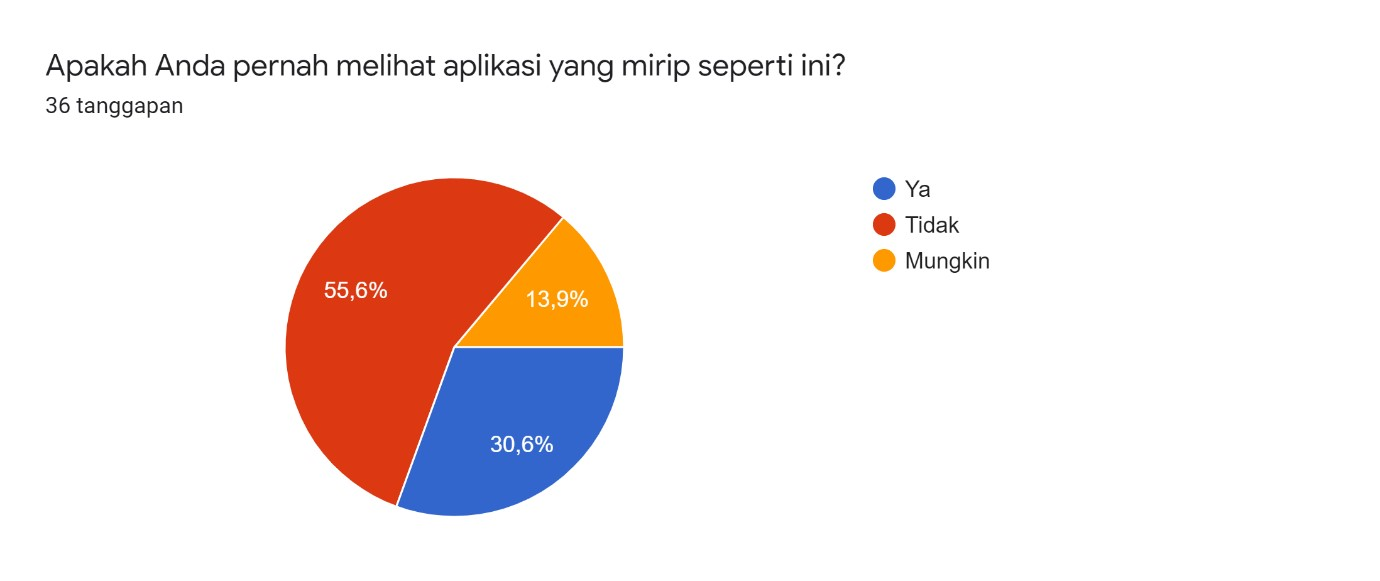 Apakah Anda pernah melihat aplikasi yang mirip seperti ini?
36 tanggapan
Ya
Tidak
Mungkin
55,6%
13,9%
30,6%